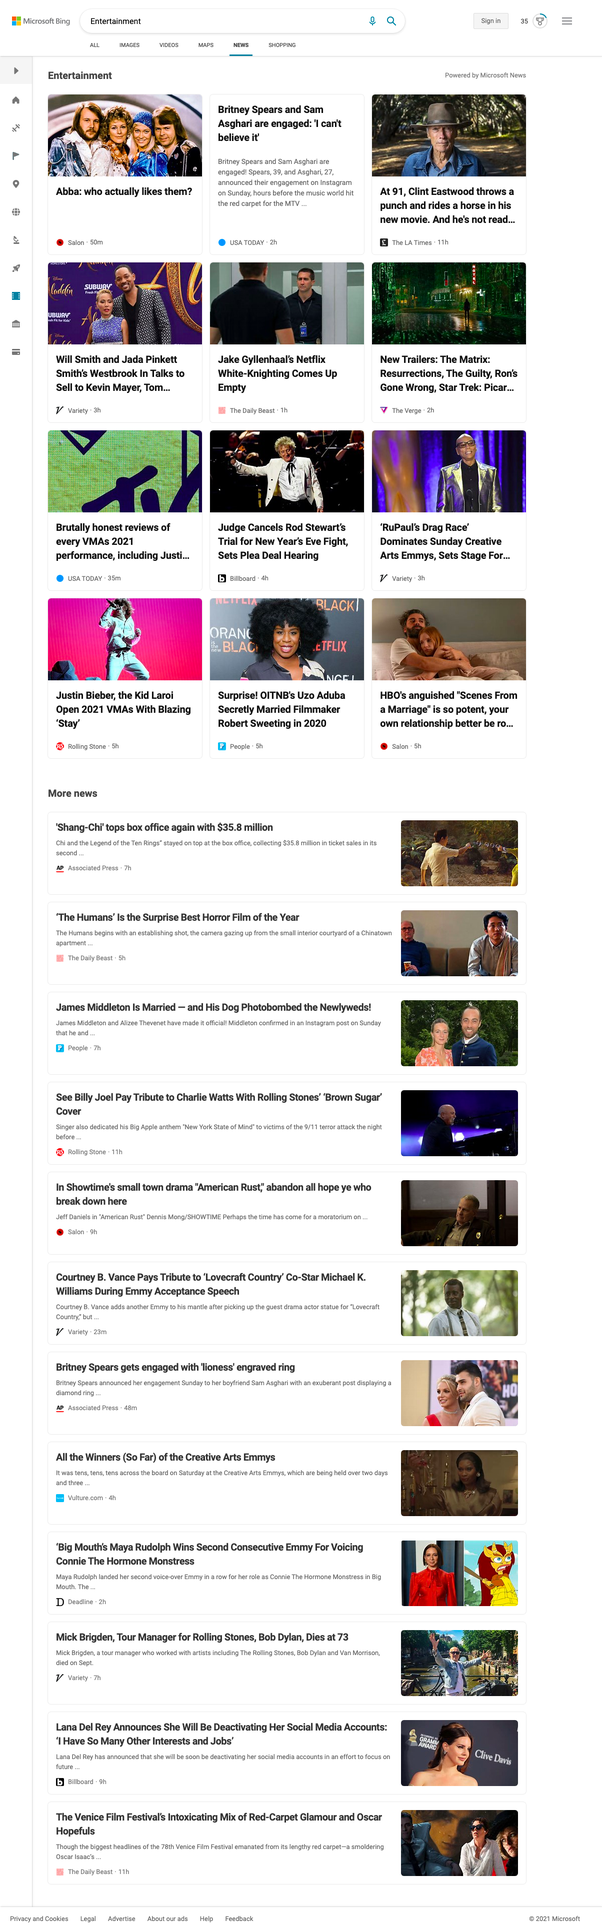 Microsoft Bing
Entertainment
Sign in
35
ALL
IMAGES
VIDEOS
MAPS
NEWS
SHOPPING
Entertainment
Powered by Microsoft News
Abba: who actually likes them?
Salon · 50m
Britney Spears and Sam
Asghari are engaged: 'I can't
believe it'
Britney Spears and Sam Asghari are
engaged! Spears, 39, and Asghari, 27,
announced their engagement on Instagram
on Sunday, hours before the music world hit
the red carpet for the MTV ...
USA TODAY · 2h
At 91, Clint Eastwood throws a
punch and rides a horse in his
new movie. And he's not read...
The LA Times · 11h
Aladdin
SUBWAY
Will Smith and Jada Pinkett
Smith's Westbrook In Talks to
Sell to Kevin Mayer, Tom...
Variety · 3h
Jake Gyllenhaal's Netflix
White-Knighting Comes Up
Empty
The Daily Beast · 1h
New Trailers: The Matrix:
Resurrections, The Guilty, Ron's
Gone Wrong, Star Trek: Picar...
The Verge · 2h
Brutally honest reviews of
every VMAs 2021
performance, including Justi...
USA TODAY · 35m
Judge Cancels Rod Stewart's
Trial for New Year's Eve Fight,
Sets Plea Deal Hearing
Billboard · 4h
'RuPaul's Drag Race'
Dominates Sunday Creative
Arts Emmys, Sets Stage For...
Variety · 3h
Justin Bieber, the Kid Laroi
Open 2021 VMAs With Blazing
'Stay'
Rolling Stone · 5h
NETFLIX
BLACK
ORAN
BLAC
NETFLIX
Surprise! OITNB's Uzo Aduba
Secretly Married Filmmaker
Robert Sweeting in 2020
People · 5h
HBO's anguished "Scenes From
a Marriage" is so potent, your
own relationship better be ro...
Salon · 5h
More news
'Shang-Chi' tops box office again with $35.8 million
Chi and the Legend of the Ten Rings" stayed on top at the box office, collecting $35.8 million in ticket sales in its
second ...
AP Associated Press · 7h
'The Humans' Is the Surprise Best Horror Film of the Year
The Humans begins with an establishing shot, the camera gazing up from the small interior courtyard of a Chinatown
apartment ...
The Daily Beast · 5h
James Middleton Is Married — and His Dog Photobombed the Newlyweds!
James Middleton and Alizee Thevenet have made it official! Middleton confirmed in an Instagram post on Sunday
that he and ...
People · 7h
See Billy Joel Pay Tribute to Charlie Watts With Rolling Stones' 'Brown Sugar'
Cover
Singer also dedicated his Big Apple anthem "New York State of Mind" to victims of the 9/11 terror attack the night
before ...
Rolling Stone · 11h
In Showtime's small town drama "American Rust," abandon all hope ye who
break down here
Jeff Daniels in "American Rust" Dennis Mong/SHOWTIME Perhaps the time has come for a moratorium on ...
Salon · 9h
Courtney B. Vance Pays Tribute to 'Lovecraft Country' Co-Star Michael K.
Williams During Emmy Acceptance Speech
Courtney B. Vance adds another Emmy to his mantle after picking up the guest drama actor statue for "Lovecraft
Country," but ...
Variety · 23m
Britney Spears gets engaged with 'lioness' engraved ring
Britney Spears announced her engagement Sunday to her boyfriend Sam Asghari with an exuberant post displaying a
diamond ring ...
AP Associated Press · 48m
All the Winners (So Far) of the Creative Arts Emmys
It was tens, tens, tens across the board on Saturday at the Creative Arts Emmys, which are being held over two days
and three ...
Vulture.com · 4h
'Big Mouth's Maya Rudolph Wins Second Consecutive Emmy For Voicing
Connie The Hormone Monstress
Maya Rudolph landed her second voice-over Emmy in a row for her role as Connie The Hormone Monstress in Big
Mouth. The ...
Deadline · 2h
Mick Brigden, Tour Manager for Rolling Stones, Bob Dylan, Dies at 73
Mick Brigden, a tour manager who worked with artists including The Rolling Stones, Bob Dylan and Van Morrison,
died on Sept.
Variety · 7h
Lana Del Rey Announces She Will Be Deactivating Her Social Media Accounts:
'I Have So Many Other Interests and Jobs'
Lana Del Rey has announced that she will be soon be deactivating her social media accounts in an effort to focus on
future ...
Billboard · 9h
Clive Davis
The Venice Film Festival's Intoxicating Mix of Red-Carpet Glamour and Oscar
Hopefuls
Though the biggest headlines of the 78th Venice Film Festival emanated from its lengthy red carpet—a smoldering
Oscar Isaac's ...
The Daily Beast · 11h
Privacy and Cookies
Legal
Advertise
About our ads
Help
Feedback
© 2021 Microsoft